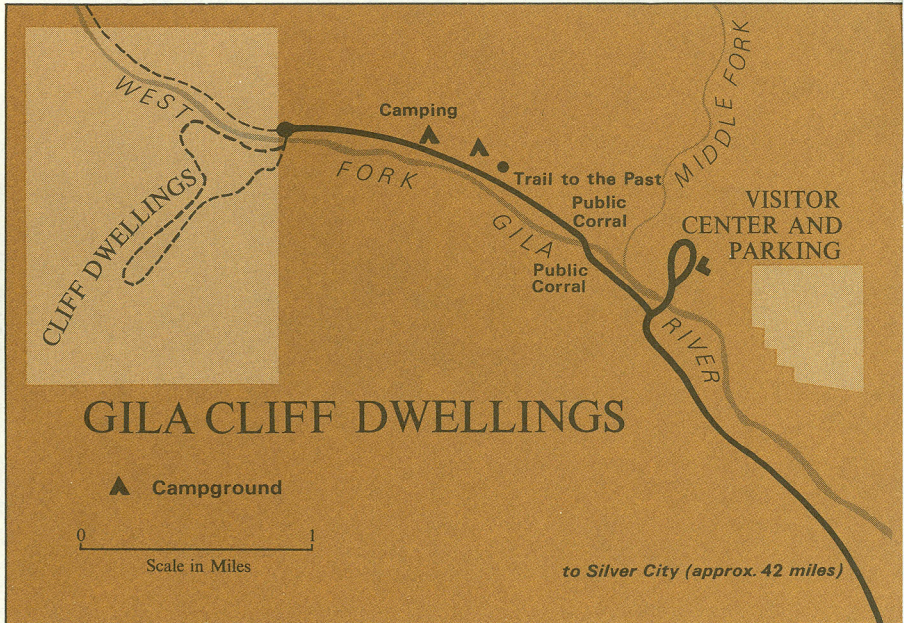 WEST
FORK
GILA
RIVER
MIDDLE FORK
CLIFF DWELLINGS
Camping
Trail to the Past
Public
Corral
Public
Corral
VISITOR
CENTER AND
PARKING
GILA CLIFF DWELLINGS
Campground
0 1
Scale in Miles
to Silver City (approx. 42 miles)